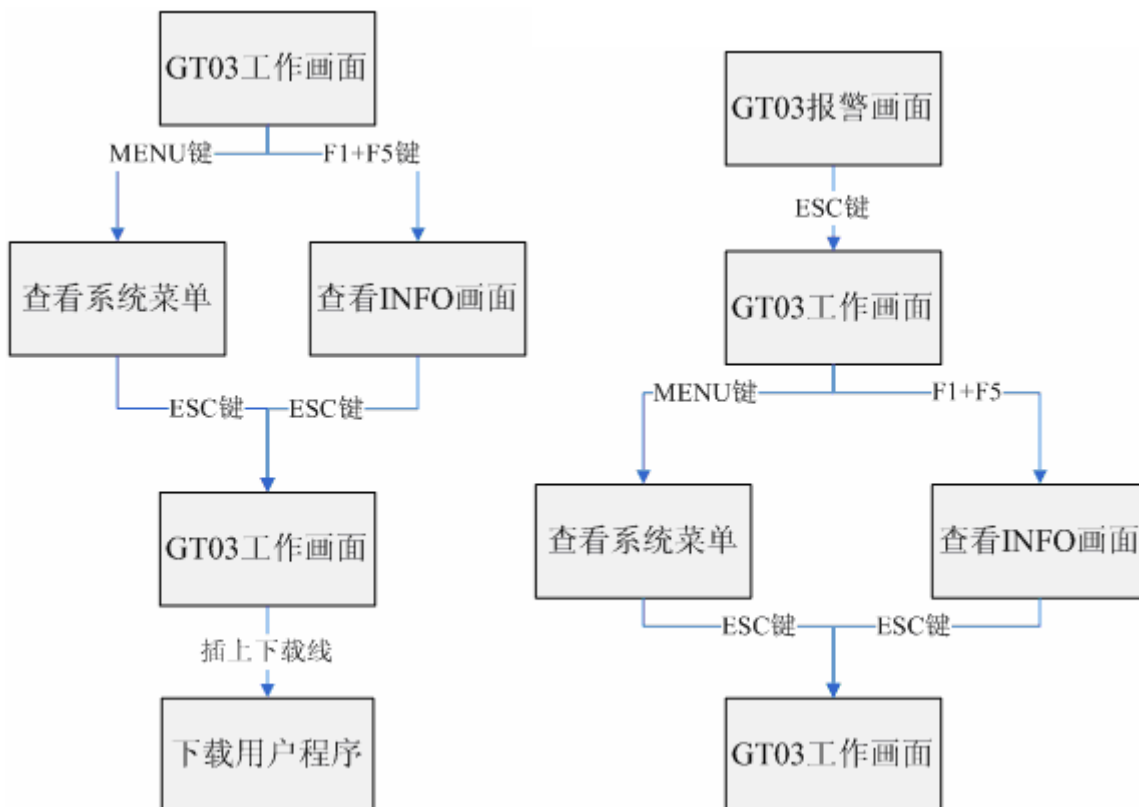 GT03工作画面
MENU键
F1+F5键
查看系统菜单
查看INFO画面
ESC键
ESC键
GT03工作画面
插上下载线
下载用户程序
GT03报警画面
ESC键
GT03工作画面
MENU键
F1+F5
查看系统菜单
查看INFO画面
ESC键
ESC键
GT03工作画面